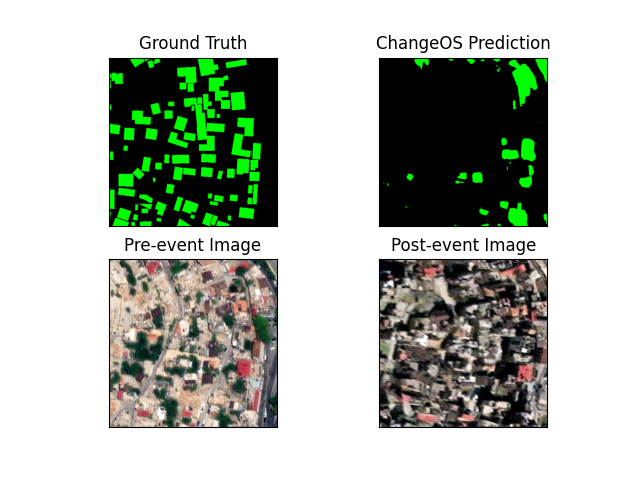 Ground Truth
ChangeOS Prediction
Pre-event Image
Post-event Image